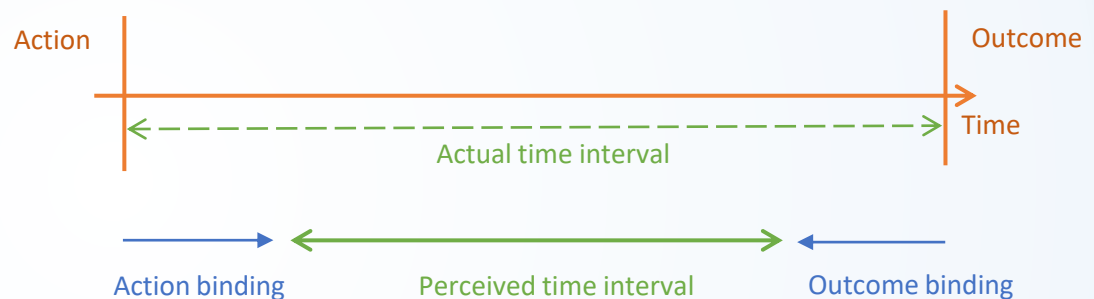 Action
Outcome
Time
Actual time interval
Action binding
Perceived time interval
Outcome binding